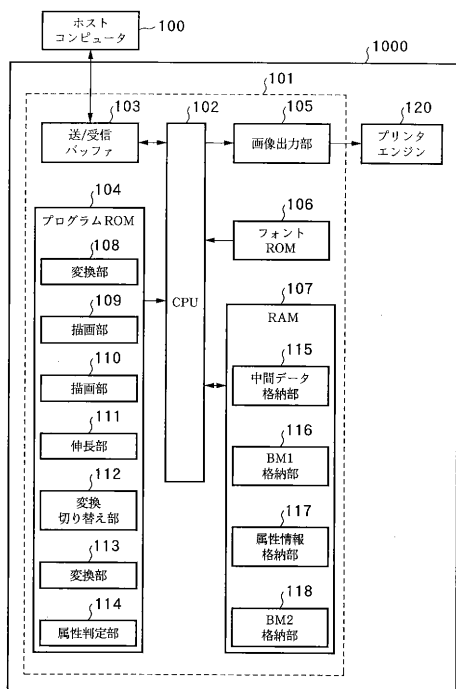 ホスト
コンピュータ
100
1000
101
103
送/受信
バッファ
102
CPU
105
画像出力部
120
プリンタ
エンジン
104
プログラムROM
108
変換部
109
描画部
110
描画部
111
伸長部
112
変換
切り替え部
113
変換部
114
属性判定部
106
フォント
ROM
107
RAM
115
中間データ
格納部
116
BM1
格納部
117
属性情報
格納部
118
BM2
格納部